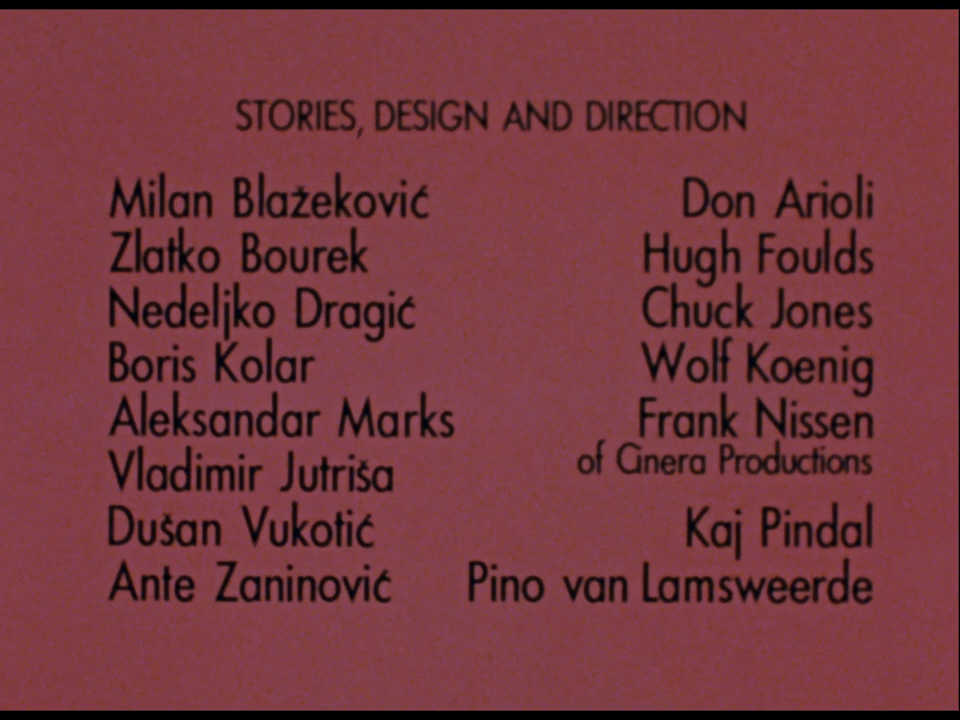 STORIES, DESIGN AND DIRECTION
Milan Blažeković
Don Arioli
Zlatko Bourek
Hugh Foulds
Nedeljko Dragić
Chuck Jones
Boris Kolar
Wolf Koenig
Aleksandar Marks
Frank Nissen
of Cinera Productions
Vladimir Jutriša
Dušan Vukotić
Kaj Pindal
Ante Zaninović
Pino van Lamsweerde